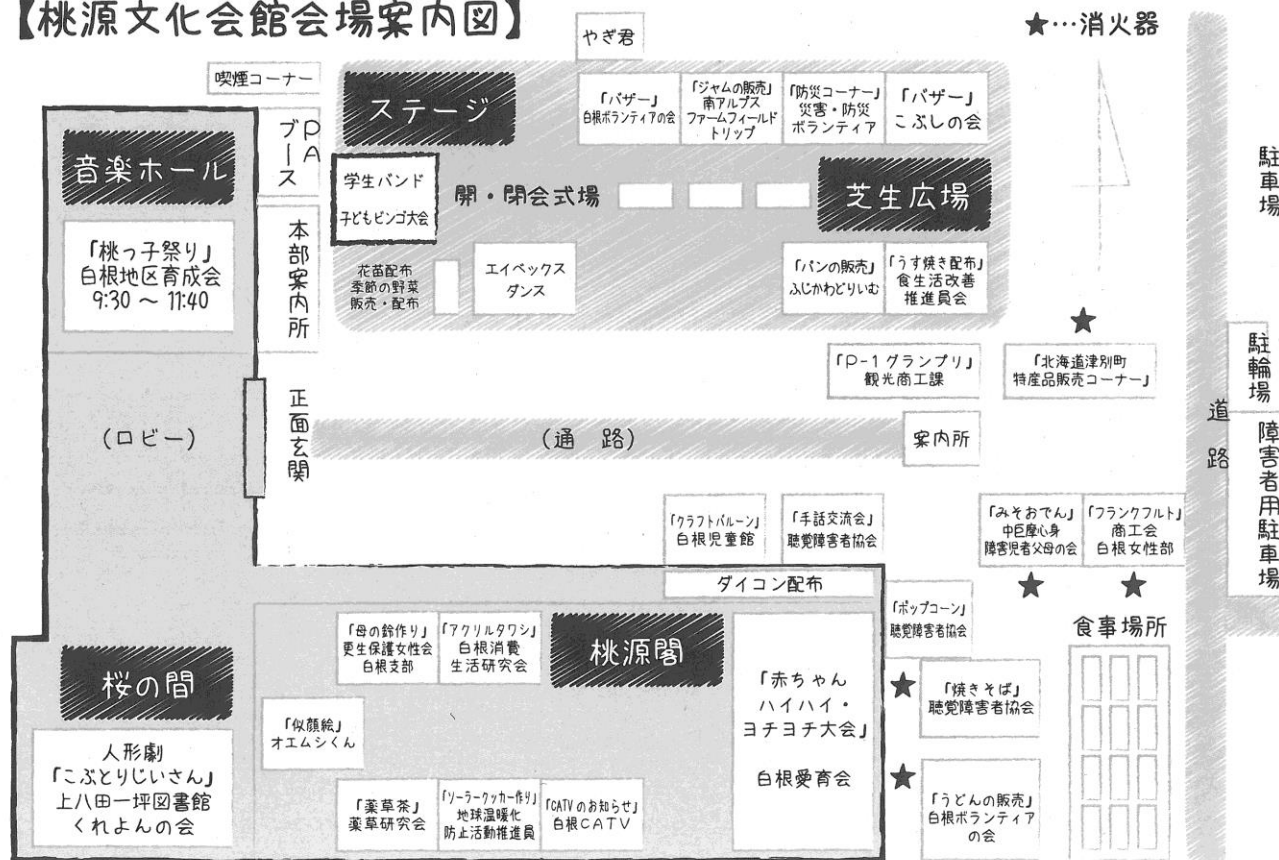 【桃源文化会館会場案内図】
★…消火器
やぎ君
喫煙コーナー
ステージ
「バザー」
白根ボランティアの会
「ジャムの販売」
南アルプス
ファームフィールド
トリップ
「防災コーナー」
災害・防災
ボランティア
「バザー」
こぶしの会
駐車場
PA
ブース
音楽ホール
学生バンド
子どもビンゴ大会
開・閉会式場
芝生広場
「桃っ子祭り」
白根地区育成会
9:30 ～ 11:40
本部案内所
花苗配布
季節の野菜
販売・配布
エイベックス
ダンス
「パンの販売」
ふじかわどりいむ
「うす焼き配布」
食生活改善
推進員会
★
「P-1グランプリ」
観光商工課
「北海道津別町
特産品販売コーナー」
駐輪場
道路
正面玄関
(ロビー)
(通 路)
案内所
障害者用駐車場
「クラフトバルーン」
白根児童館
「手話交流会」
聴覚障害者協会
「みそおでん」
中巨摩心身
障害児者父母の会
「フランクフルト」
商工会
白根女性部
★
★
ダイコン配布
「ポップコーン」
聴覚障害者協会
食事場所
「母の鈴作り」
更生保護女性会
白根支部
「アクリルタワシ」
白根消費
生活研究会
桃源閣
「赤ちゃん
ハイハイ・
ヨチヨチ大会」
白根愛育会
★
「焼きそば」
聴覚障害者協会
桜の間
「似顔絵」
オエムシくん
人形劇
「こぶとりじいさん」
上八田一坪図書館
くれよんの会
「薬草茶」
薬草研究会
「ソーラークッカー作り」
地球温暖化
防止活動推進員
「CATVのお知らせ」
白根CATV
★
「うどんの販売」
白根ボランティア
の会